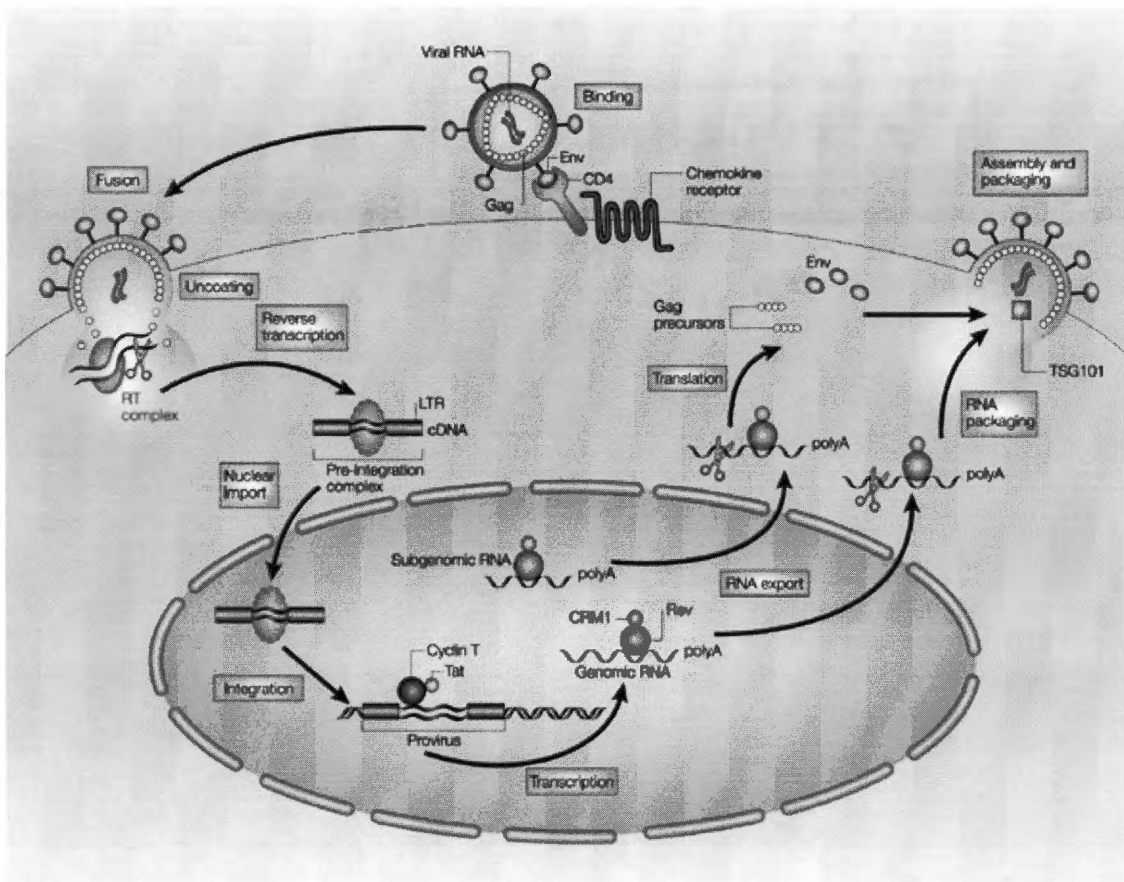 Viral RNA
Binding
Env
CD4
Gag
Chemokine
receptor
Assembly and
packaging
Fusion
Uncoating
Reverse
transcription
RT
complex
LTR
cDNA
Pre-integration
complex
Nuclear
import
Env
Gag
precursors
Translation
TSG101
RNA
packaging
polyA
polyA
Subgenomic RNA
polyA
RNA export
CRM1
Rev
polyA
Genomic RNA
Cyclin T
Tat
Integration
Provirus
Transcription